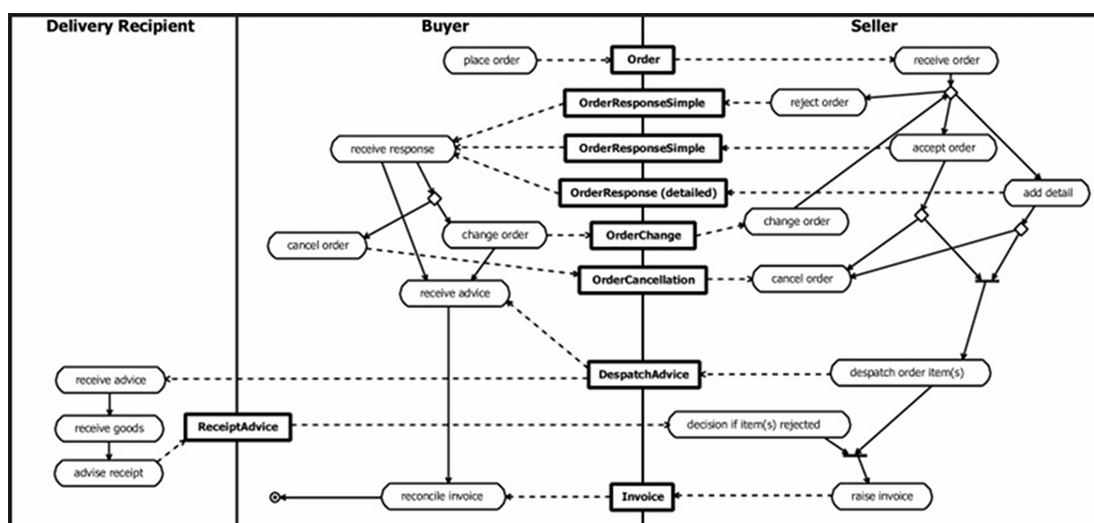 Delivery Recipient
Buyer
Seller
place order
Order
receive order
OrderResponseSimple
reject order
receive response
OrderResponseSimple
accept order
OrderResponse (detailed)
add detail
change order
OrderChange
change order
cancel order
OrderCancellation
cancel order
receive advice
receive advice
DespatchAdvice
despatch order item(s)
receive goods
ReceiptAdvice
decision if item(s) rejected
advise receipt
reconcile invoice
Invoice
raise invoice